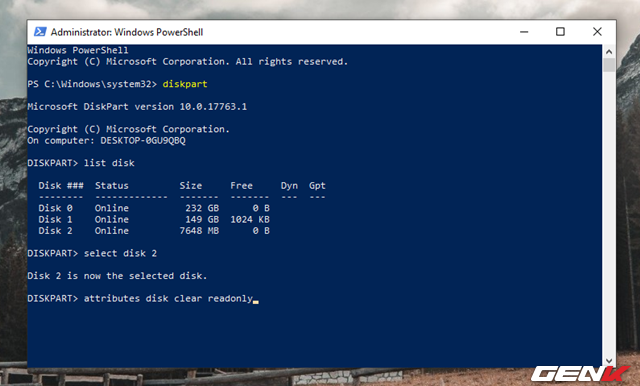 Administrator: Windows PowerShell
Windows PowerShell
Copyright (C) Microsoft Corporation. All rights reserved.
PS C:\Windows\system32> diskpart
Microsoft DiskPart version 10.0.17763.1
Copyright (C) Microsoft Corporation.
On computer: DESKTOP-0GU9QBQ
DISKPART> list disk
Disk ### Status Size Free Dyn Gpt
-------- ------------- ------- ------- --- ---
Disk 0 Online 232 GB 0 B
Disk 1 Online 149 GB 1024 KB
Disk 2 Online 7648 MB 0 B
DISKPART> select disk 2
Disk 2 is now the selected disk.
DISKPART> attributes disk clear readonly_
GENK